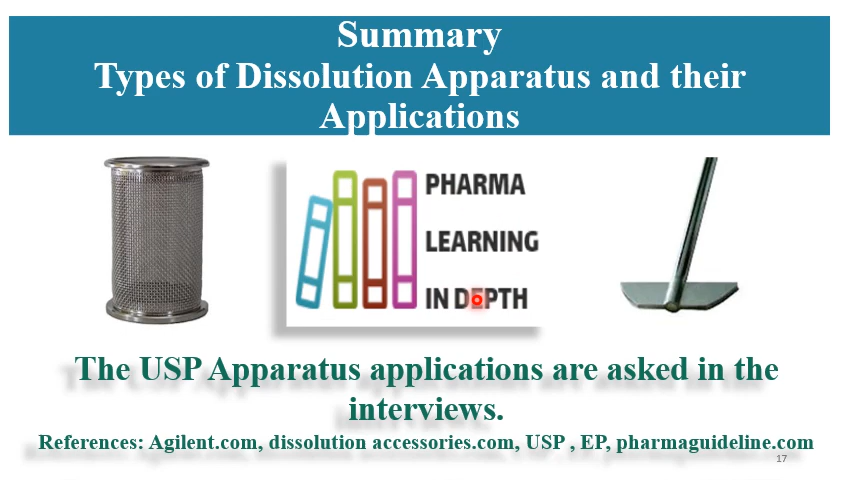 Summary
Types of Dissolution Apparatus and their
Applications
PHARMA
LEARNING
IN DEPTH
The USP Apparatus applications are asked in the
interviews.
References: Agilent.com, dissolution accessories.com, USP , EP, pharmaguideline.com
17